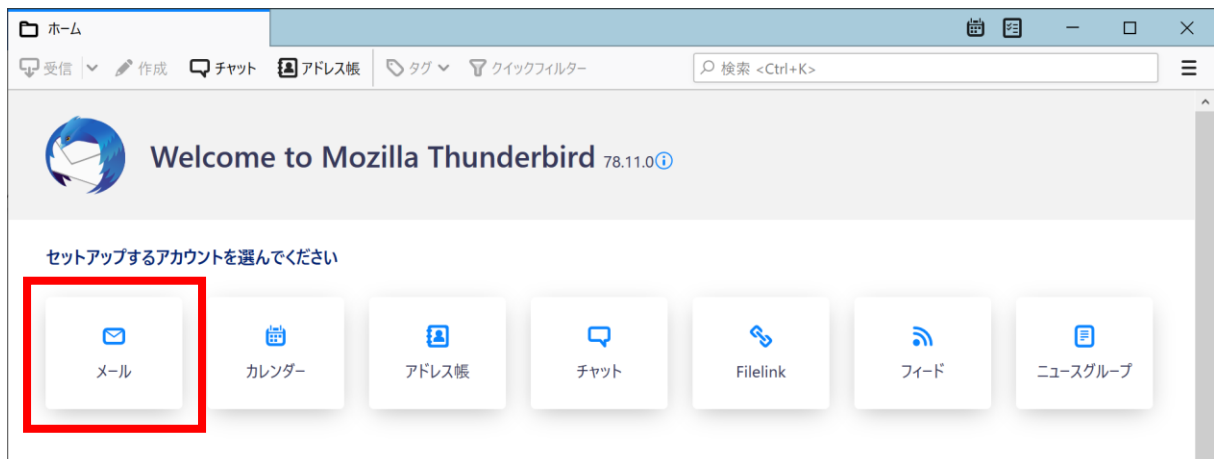 ホーム
受信 作成 チャット アドレス帳 タグ クイックフィルター 検索 <Ctrl+K>
Welcome to Mozilla Thunderbird 78.11.0
セットアップするアカウントを選んでください
メール カレンダー アドレス帳 チャット Filelink フィード ニュースグループ